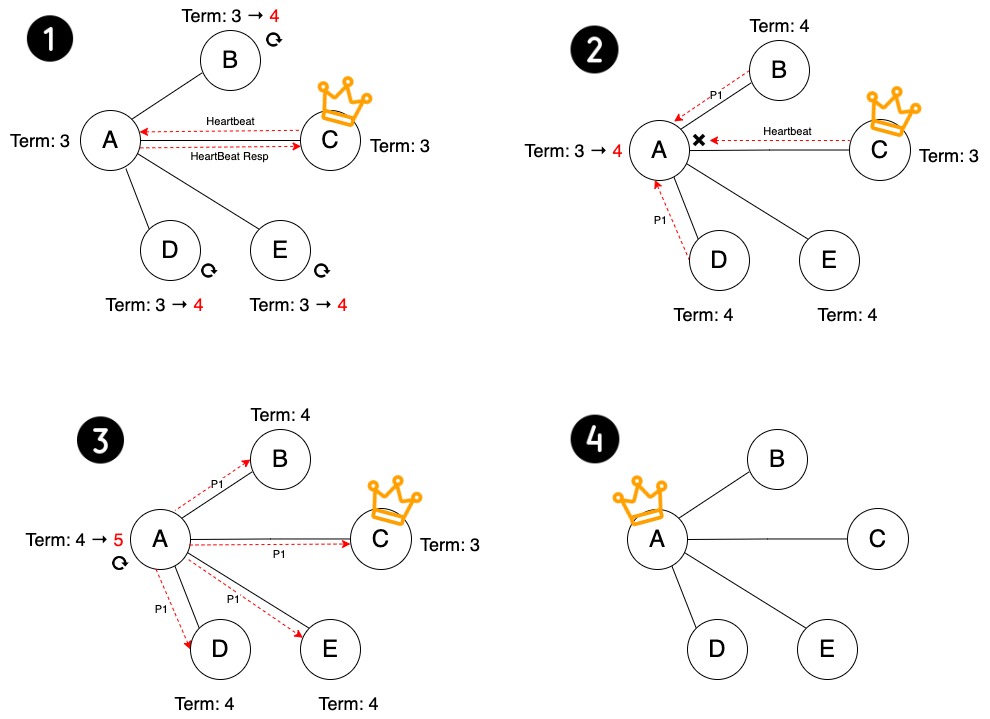 1
Term: 3 → 4
B
Term: 3
A
Heartbeat
HeartBeat Resp
C
Term: 3
D
E
Term: 3 → 4
Term: 3 → 4
2
Term: 4
B
P1
Term: 3 → 4
A
Heartbeat
C
Term: 3
P1
D
E
Term: 4
Term: 4
3
Term: 4
B
P1
Term: 4 → 5
A
P1
C
Term: 3
P1
P1
D
E
Term: 4
Term: 4
4
B
A
C
D
E